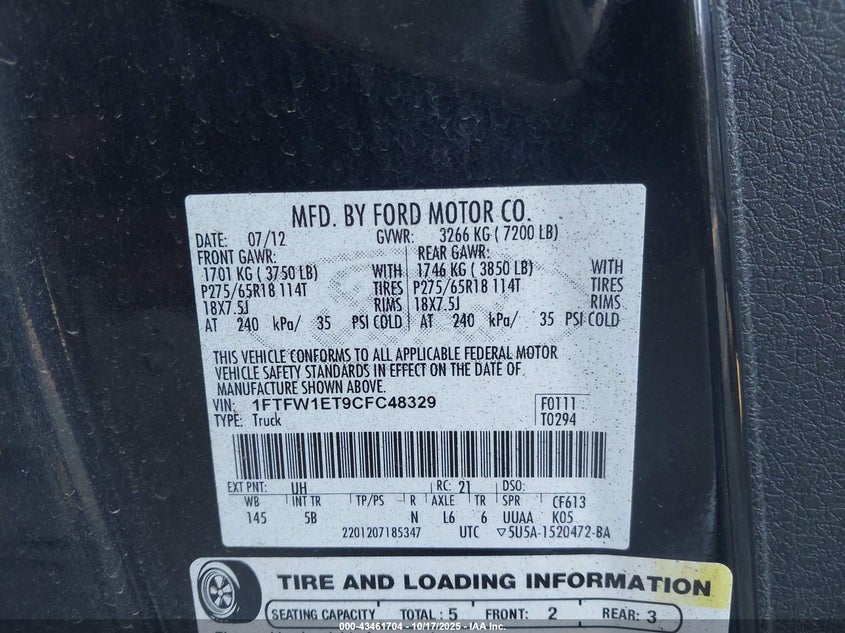 MFD. BY FORD MOTOR CO.
DATE: 07/12 GVWR: 3266 KG ( 7200 LB)
FRONT GAWR: REAR GAWR:
1701 KG ( 3750 LB) WITH 1746 KG ( 3850 LB) WITH
P275/65R18 114T TIRES P275/65R18 114T TIRES
18X7.5J RIMS 18X7.5J RIMS
AT 240 kPa/ 35 PSI COLD AT 240 kPa/ 35 PSI COLD
THIS VEHICLE CONFORMS TO ALL APPLICABLE FEDERAL MOTOR
VEHICLE SAFETY STANDARDS IN EFFECT ON THE DATE OF
MANUFACTURE SHOWN ABOVE.
VIN: 1FTFW1ET9CFC48329 F0111
TYPE: Truck T0294
EXT PNT: UH RC: 21 DSO:
WB INT TR TP/PS R AXLE TR SPR CF613
145 5B N L6 6 UUAA K05
2201207185347 UTC ▽5U5A-1520472-BA
TIRE AND LOADING INFORMATION
SEATING CAPACITY TOTAL : 5 FRONT: 2 REAR: 3
000-43461704 - 10/17/2025 - IAA, Inc.